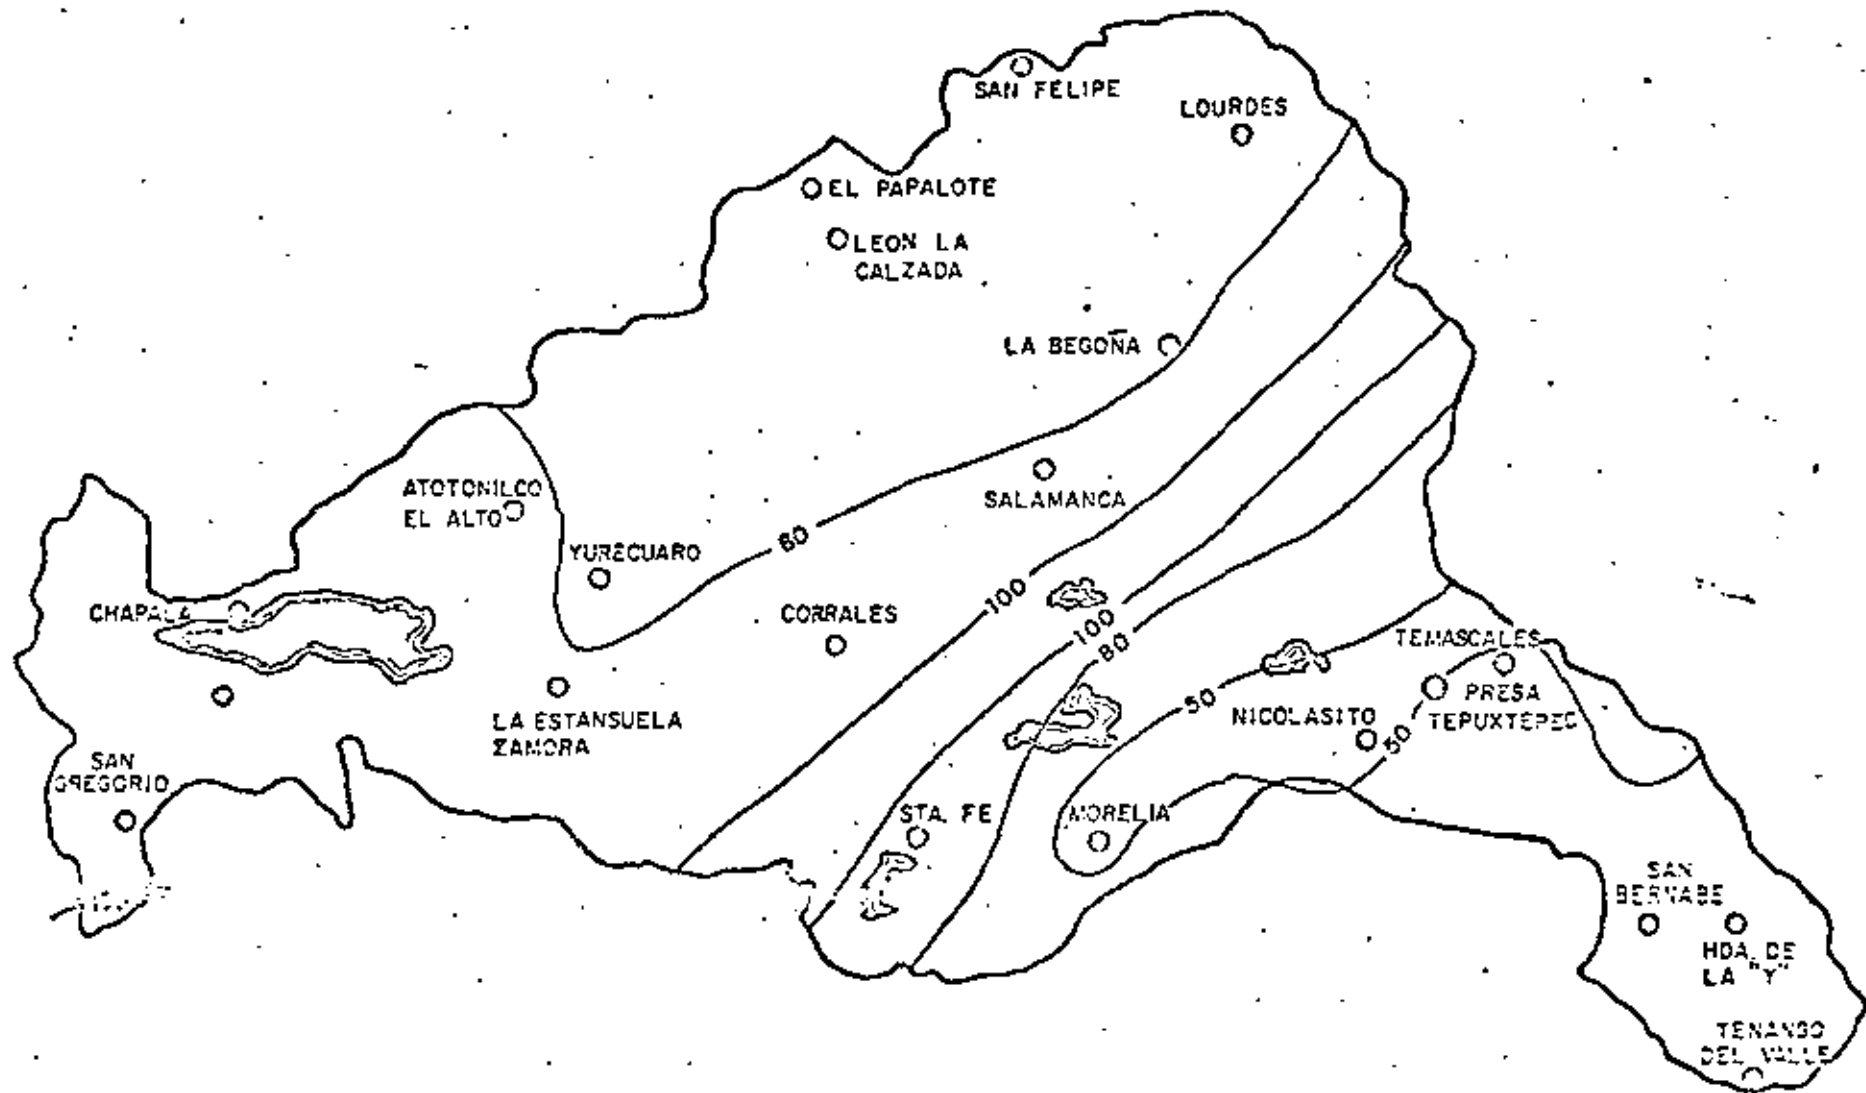 SAN FELIPE
LOURDES
EL PAPALOTE
LEON LA
CALZADA
LA BEGOÑA
ATOTONILCO
EL ALTO
SALAMANCA
YURECUARO
80
100
CHAPALA
CORRALES
100
80
TEMASCALES
LA ESTANSUELA
ZAMORA
50
NICOLASITO
PRESA
TEPUXTEPEC
50
SAN
GREGORIO
STA. FE
MORELIA
SAN
BERNABE
HDA. DE
LA "Y"
TENANGO
DEL VALLE